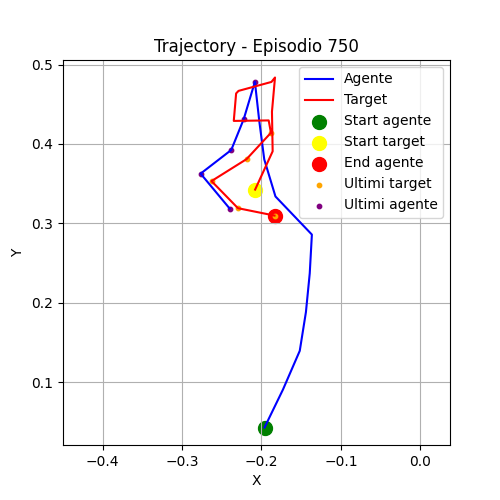 Trajectory - Episodio 750
Agente
Target
Start agente
Start target
End agente
Ultimi target
Ultimi agente
0.5
0.4
0.3
0.2
0.1
Y
−0.4
−0.3
−0.2
−0.1
0.0
X